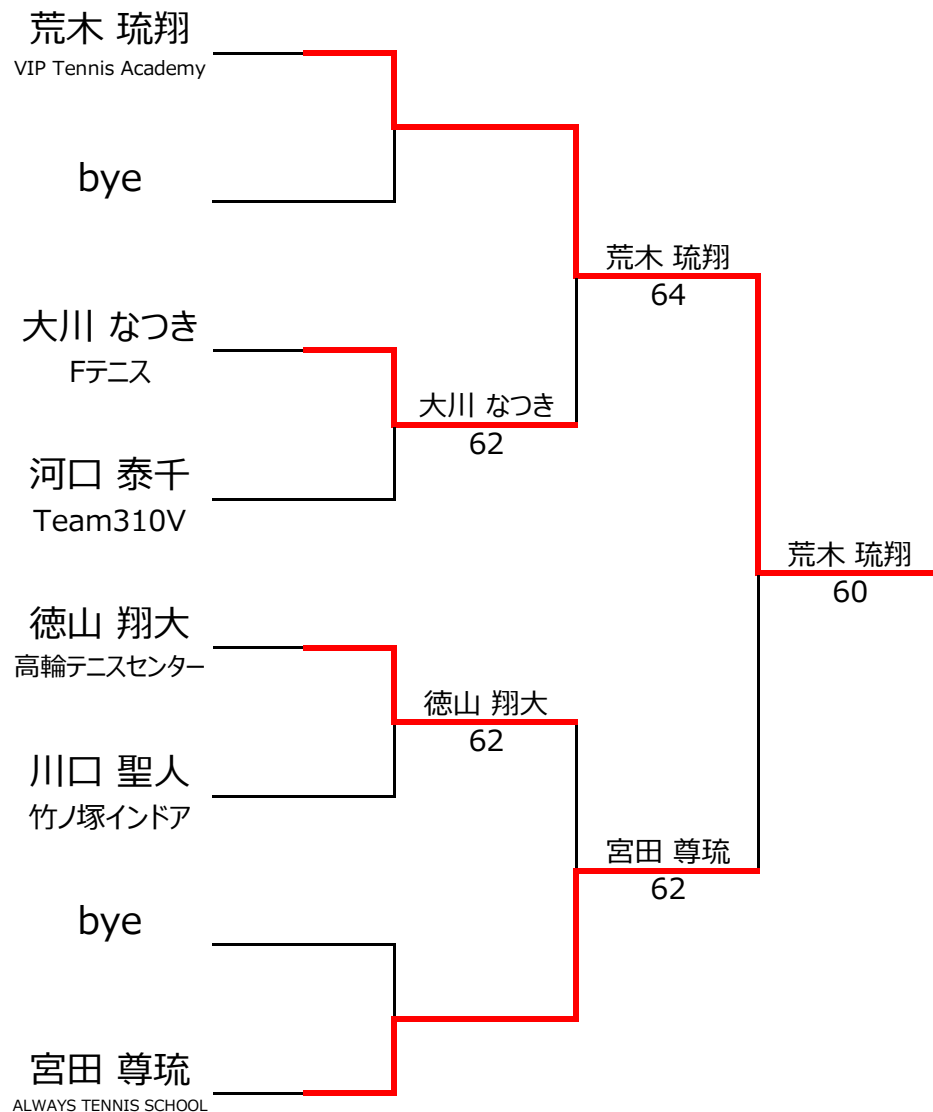 荒木 琉翔
VIP Tennis Academy
bye
荒木 琉翔
64
大川 なつき
Fテニス
大川 なつき
62
河口 泰千
Team310V
荒木 琉翔
60
徳山 翔大
高輪テニスセンター
徳山 翔大
62
川口 聖人
竹ノ塚インドア
宮田 尊琉
62
bye
宮田 尊琉
ALWAYS TENNIS SCHOOL